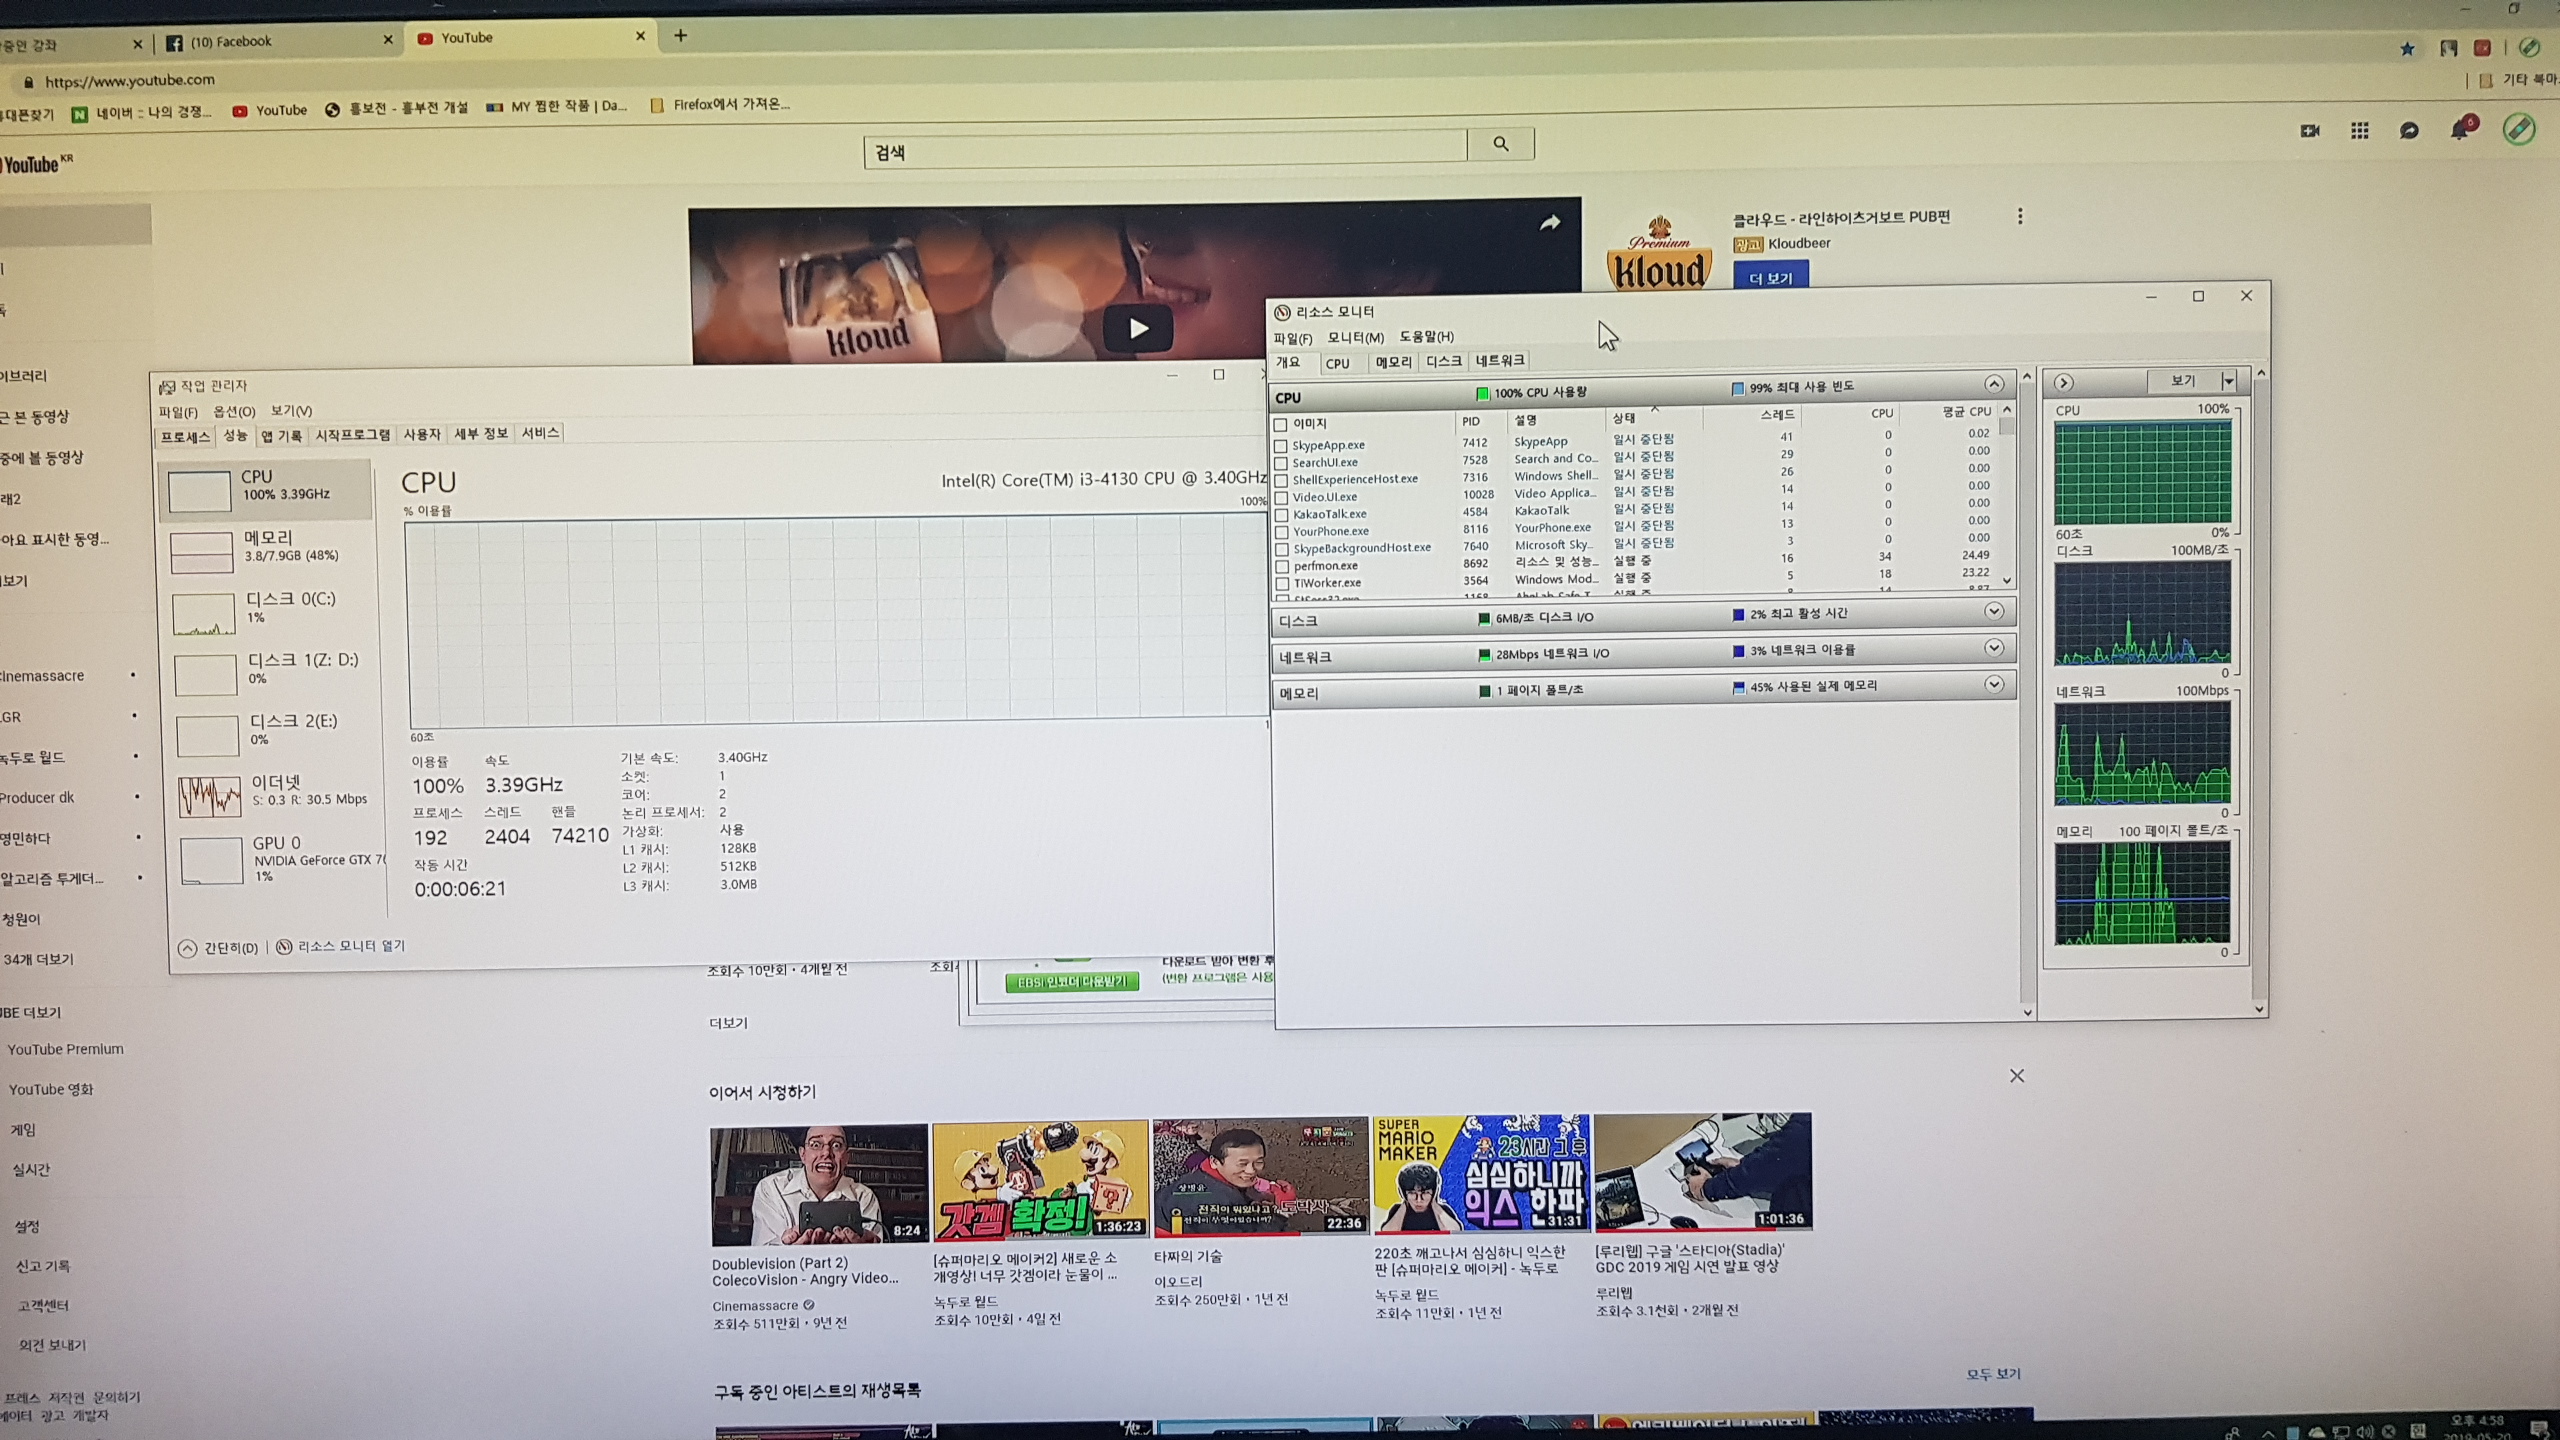 (10) Facebook
YouTube
https://www.youtube.com
네이버 :: 나의 경쟁...
YouTube
흥보전 - 흥부전 개설
MY 찜한 작품 | Da...
Firefox에서 가져온...
YouTube KR
검색
6
kloud
Premium
kloud
클라우드 - 라인하이츠거보트 PUB편
광고 Kloudbeer
더 보기
작업 관리자
파일(F) 옵션(O) 보기(V)
프로세스 성능 앱 기록 시작프로그램 사용자 세부 정보 서비스
CPU
100% 3.39GHz
메모리
3.8/7.9GB (48%)
디스크 0(C:)
1%
디스크 1(Z: D:)
0%
디스크 2(E:)
0%
이더넷
S: 0.3 R: 30.5 Mbps
GPU 0
NVIDIA GeForce GTX
1%
CPU
Intel(R) Core(TM) i3-4130 CPU @ 3.40GHz
% 이용률
100%
60초
이용률 속도
100% 3.39GHz
프로세스 스레드 핸들
192 2404 74210
작동 시간
0:00:06:21
기본 속도: 3.40GHz
소켓: 1
코어: 2
논리 프로세서: 2
가상화: 사용
L1 캐시: 128KB
L2 캐시: 512KB
L3 캐시: 3.0MB
간단히(D) | 리소스 모니터 열기
리소스 모니터
파일(F) 모니터(M) 도움말(H)
개요 CPU 메모리 디스크 네트워크
CPU 100% CPU 사용량 99% 최대 사용 빈도
이미지 PID 설명 상태 스레드 CPU 평균 CPU
SkypeApp.exe 7412 SkypeApp 일시 중단됨 41 0 0.02
SearchUI.exe 7528 Search and Co... 일시 중단됨 29 0 0.00
ShellExperienceHost.exe 7316 Windows Shell... 일시 중단됨 26 0 0.00
Video.UI.exe 10028 Video Applica... 일시 중단됨 14 0 0.00
KakaoTalk.exe 4584 KakaoTalk 일시 중단됨 14 0 0.00
YourPhone.exe 8116 YourPhone.exe 일시 중단됨 13 0 0.00
SkypeBackgroundHost.exe 7640 Microsoft Sky... 일시 중단됨 3 0 0.00
perfmon.exe 8692 리소스 및 성능... 실행 중 16 34 24.49
TiWorker.exe 3564 Windows Mod... 실행 중 5 18 23.22
디스크 6MB/초 디스크 I/O 2% 최고 활성 시간
네트워크 28Mbps 네트워크 I/O 3% 네트워크 이용률
메모리 1 페이지 폴트/초 45% 사용된 실제 메모리
보기
CPU 100%
60초 0%
디스크 100MB/초
0
네트워크 100Mbps
0
메모리 100 페이지 폴트/초
0
근 본 동영상
중에 볼 동영상
아요 표시한 동영...
Cinemassacre
녹두로 월드
Producer dk
영민하다
알고리즘 투게더...
청원이
34개 더보기
더보기
YouTube Premium
YouTube 영화
게임
실시간
설정
신고 기록
고객센터
의견 보내기
저작권 문의하기
광고 개발자
조회수 10만회 • 4개월 전
EBSi 인코더 다운받기
다운로드 받아 변환 후
(변환 프로그램은 사용
더보기
이어서 시청하기
8:24
갓겜 확정!
1:36:23
전직이 뭐였냐고? 도박사
22:36
SUPER MARIO MAKER
23시간 그 후
심심하니까
익스 한판
31:31
1:01:36
Doublevision (Part 2)
ColecoVision - Angry Video...
Cinemassacre
조회수 511만회 • 9년 전
[슈퍼마리오 메이커2] 새로운 소
개영상! 너무 갓겜이라 눈물이 ...
녹두로 월드
조회수 10만회 • 4일 전
타짜의 기술
이오드리
조회수 250만회 • 1년 전
220초 깨고나서 심심하니 익스한
판 [슈퍼마리오 메이커] - 녹두로
녹두로 월드
조회수 11만회 • 1년 전
[루리웹] 구글 '스타디아(Stadia)'
GDC 2019 게임 시연 발표 영상
루리웹
조회수 3.1천회 • 2개월 전
구독 중인 아티스트의 재생목록
모두 보기
오후 4:58
2019-05-20